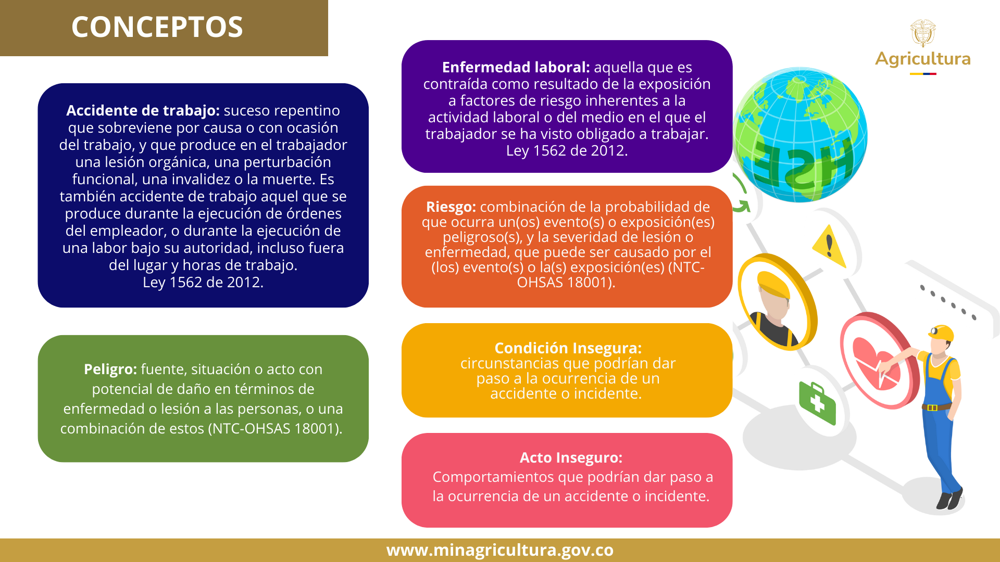 CONCEPTOS
Agricultura
Accidente de trabajo: suceso repentino
que sobreviene por causa o con ocasión
del trabajo, y que produce en el trabajador
una lesión orgánica, una perturbación
funcional, una invalidez o la muerte. Es
también accidente de trabajo aquel que se
produce durante la ejecución de órdenes
del empleador, o durante la ejecución de
una labor bajo su autoridad, incluso fuera
del lugar y horas de trabajo.
Ley 1562 de 2012.
Peligro: fuente, situación o acto con
potencial de daño en términos de
enfermedad o lesión a las personas, o una
combinación de estos (NTC-OHSAS 18001).
Enfermedad laboral: aquella que es
contraída como resultado de la exposición
a factores de riesgo inherentes a la
actividad laboral o del medio en el que el
trabajador se ha visto obligado a trabajar.
Ley 1562 de 2012.
Riesgo: combinación de la probabilidad de
que ocurra un(os) evento(s) o exposición(es)
peligroso(s), y la severidad de lesión o
enfermedad, que puede ser causado por el
(los) evento(s) o la(s) exposición(es) (NTC-
OHSAS 18001).
Condición Insegura:
circunstancias que podrían dar
paso a la ocurrencia de un
accidente o incidente.
Acto Inseguro:
Comportamientos que podrían dar paso a
la ocurrencia de un accidente o incidente.
HSE
www.minagricultura.gov.co